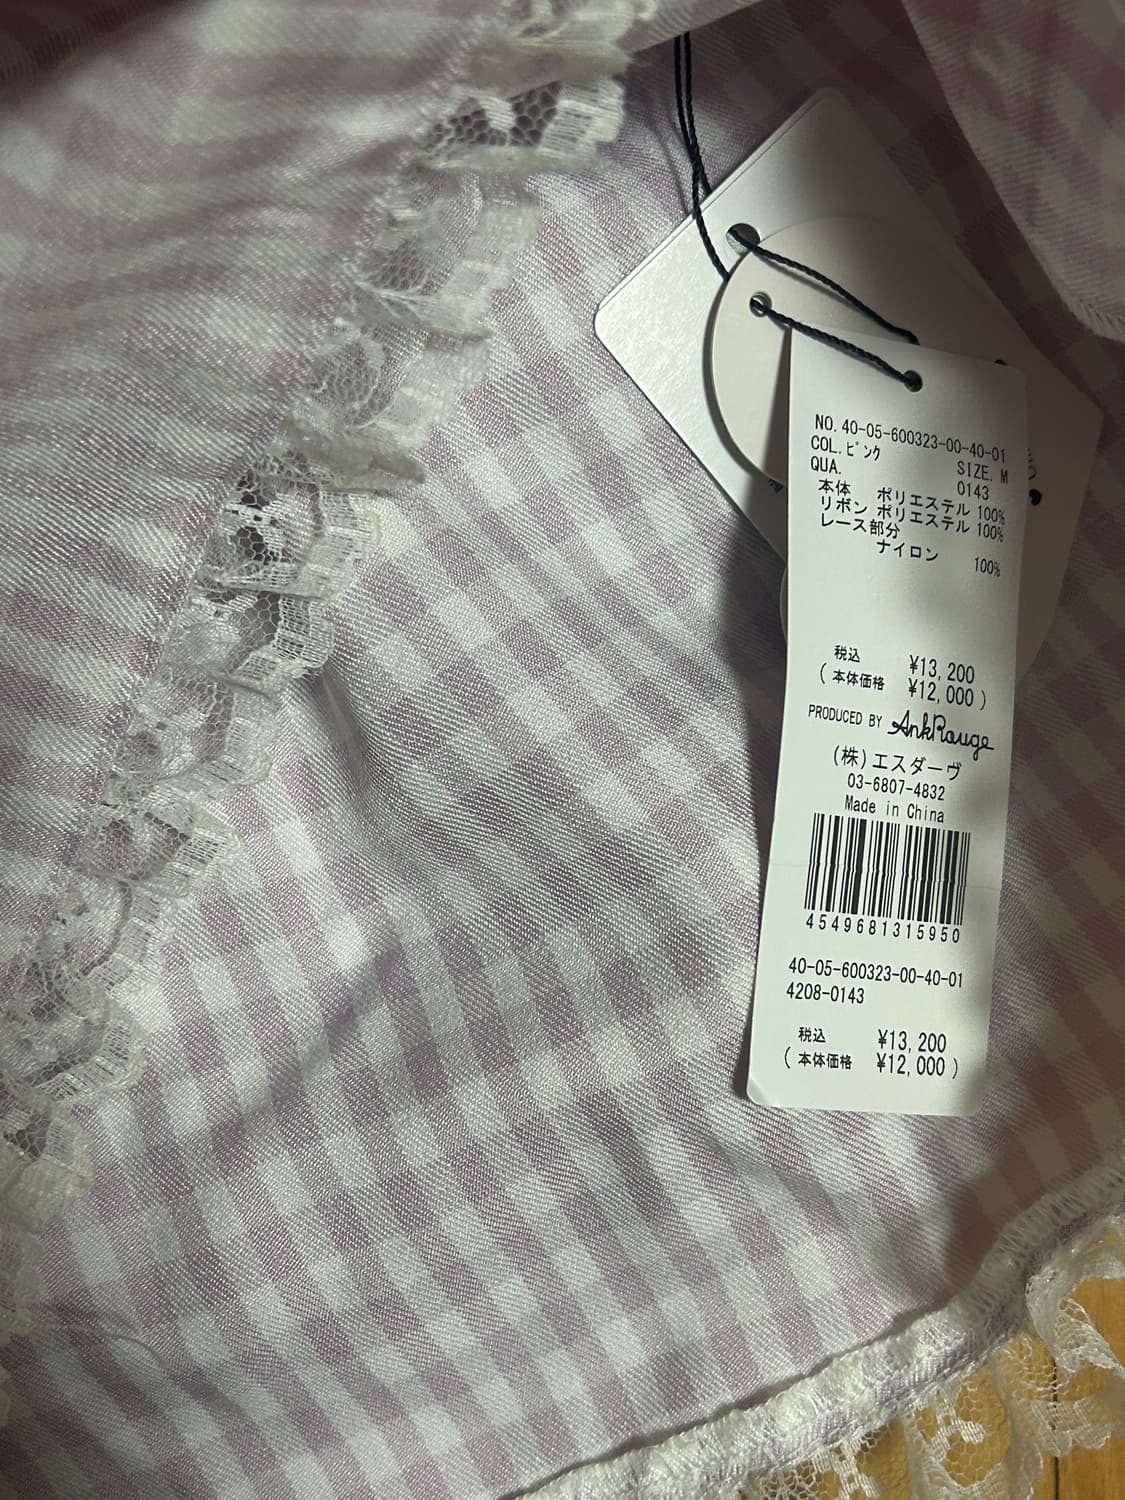 NO. 40-05-600323-00-40-01
COL. ピンク SIZE. M
QUA. 0143
本体 ポリエステル 100%
リボン ポリエステル 100%
レース部分
ナイロン 100%
税込 ¥13,200
( 本体価格 ¥12,000 )
PRODUCED BY AnkRouge
(株)エスダーヴ
03-6807-4832
Made in China
4549681315950
40-05-600323-00-40-01
4208-0143
税込 ¥13,200
( 本体価格 ¥12,000 )